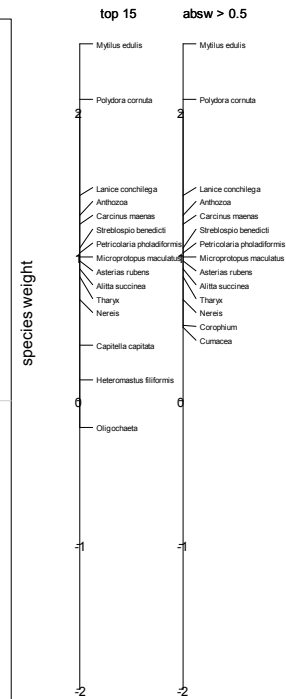 top 15
Mytilus edulis
Polydora cornuta
2
Lanice conchilega
Anthozoa
Carcinus maenas
Streblospio benedicti
Petricolaria pholadiformis
1
Microprotopus maculatus
Asterias rubens
Alitta succinea
Tharyx
Nereis
Capitella capitata
Heteromastus filiformis
0
Oligochaeta
-1
-2
species weight
absw > 0.5
Mytilus edulis
Polydora cornuta
2
Lanice conchilega
Anthozoa
Carcinus maenas
Streblospio benedicti
Petricolaria pholadiformis
1
Microprotopus maculatus
Asterias rubens
Alitta succinea
Tharyx
Nereis
Corophium
Cumacea
0
-1
-2